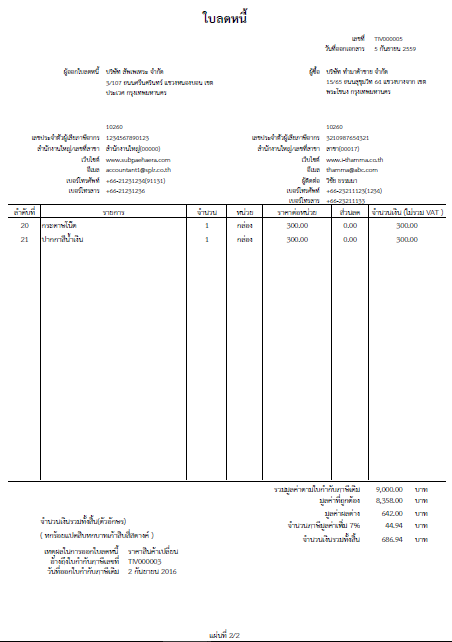 ใบลดหนี้
เลขที่ TIV000005
วันที่ออกเอกสาร 5 กันยายน 2559
ผู้ออกใบลดหนี้ บริษัท สัพเพเหระ จำกัด
3/107 ถนนศรีนครินทร์ แขวงหนองบอน เขต
ประเวศ กรุงเทพมหานคร
10260
เลขประจำตัวผู้เสียภาษีอากร 1234567890123
สำนักงานใหญ่/เลขที่สาขา สำนักงานใหญ่(00000)
เว็บไซต์ www.subpaehaera.com
อีเมล accountant1@splr.co.th
เบอร์โทรศัพท์ +66-21231234(91131)
เบอร์โทรสาร +66-21231236
ผู้ซื้อ บริษัท ทำมาค้าขาย จำกัด
15/65 ถนนสุขุมวิท 64 แขวงบางจาก เขต
พระโขนง กรุงเทพมหานคร
10260
เลขประจำตัวผู้เสียภาษีอากร 3210987654321
สำนักงานใหญ่/เลขที่สาขา สาขา(00017)
เว็บไซต์ www.i-thamma.co.th
อีเมล thamma@abc.com
ผู้ติดต่อ วิชัย ธรรมมา
เบอร์โทรศัพท์ +66-23211123(1234)
เบอร์โทรสาร +66-23211133
ลำดับที่ รายการ จำนวน หน่วย ราคาต่อหน่วย ส่วนลด จำนวนเงิน (ไม่รวม VAT )
20 กระดาษโน๊ต 1 กล่อง 300.00 0.00 300.00
21 ปากกาสีน้ำเงิน 1 กล่อง 300.00 0.00 300.00
รวมมูลค่าตามใบกำกับภาษีเดิม 9,000.00 บาท
มูลค่าที่ถูกต้อง 8,358.00 บาท
มูลค่าผลต่าง 642.00 บาท
จำนวนภาษีมูลค่าเพิ่ม 7% 44.94 บาท
จำนวนเงินรวมทั้งสิ้น 686.94 บาท
จำนวนเงินรวมทั้งสิ้น(ตัวอักษร)
( หกร้อยแปดสิบหกบาทเก้าสิบสี่สตางค์ )
เหตุผลในการออกใบลดหนี้ ราคาสินค้าเปลี่ยน
อ้างถึงใบกำกับภาษีเลขที่ TIV000003
วันที่ออกใบกำกับภาษีเดิม 2 กันยายน 2016
แผ่นที่ 2/2